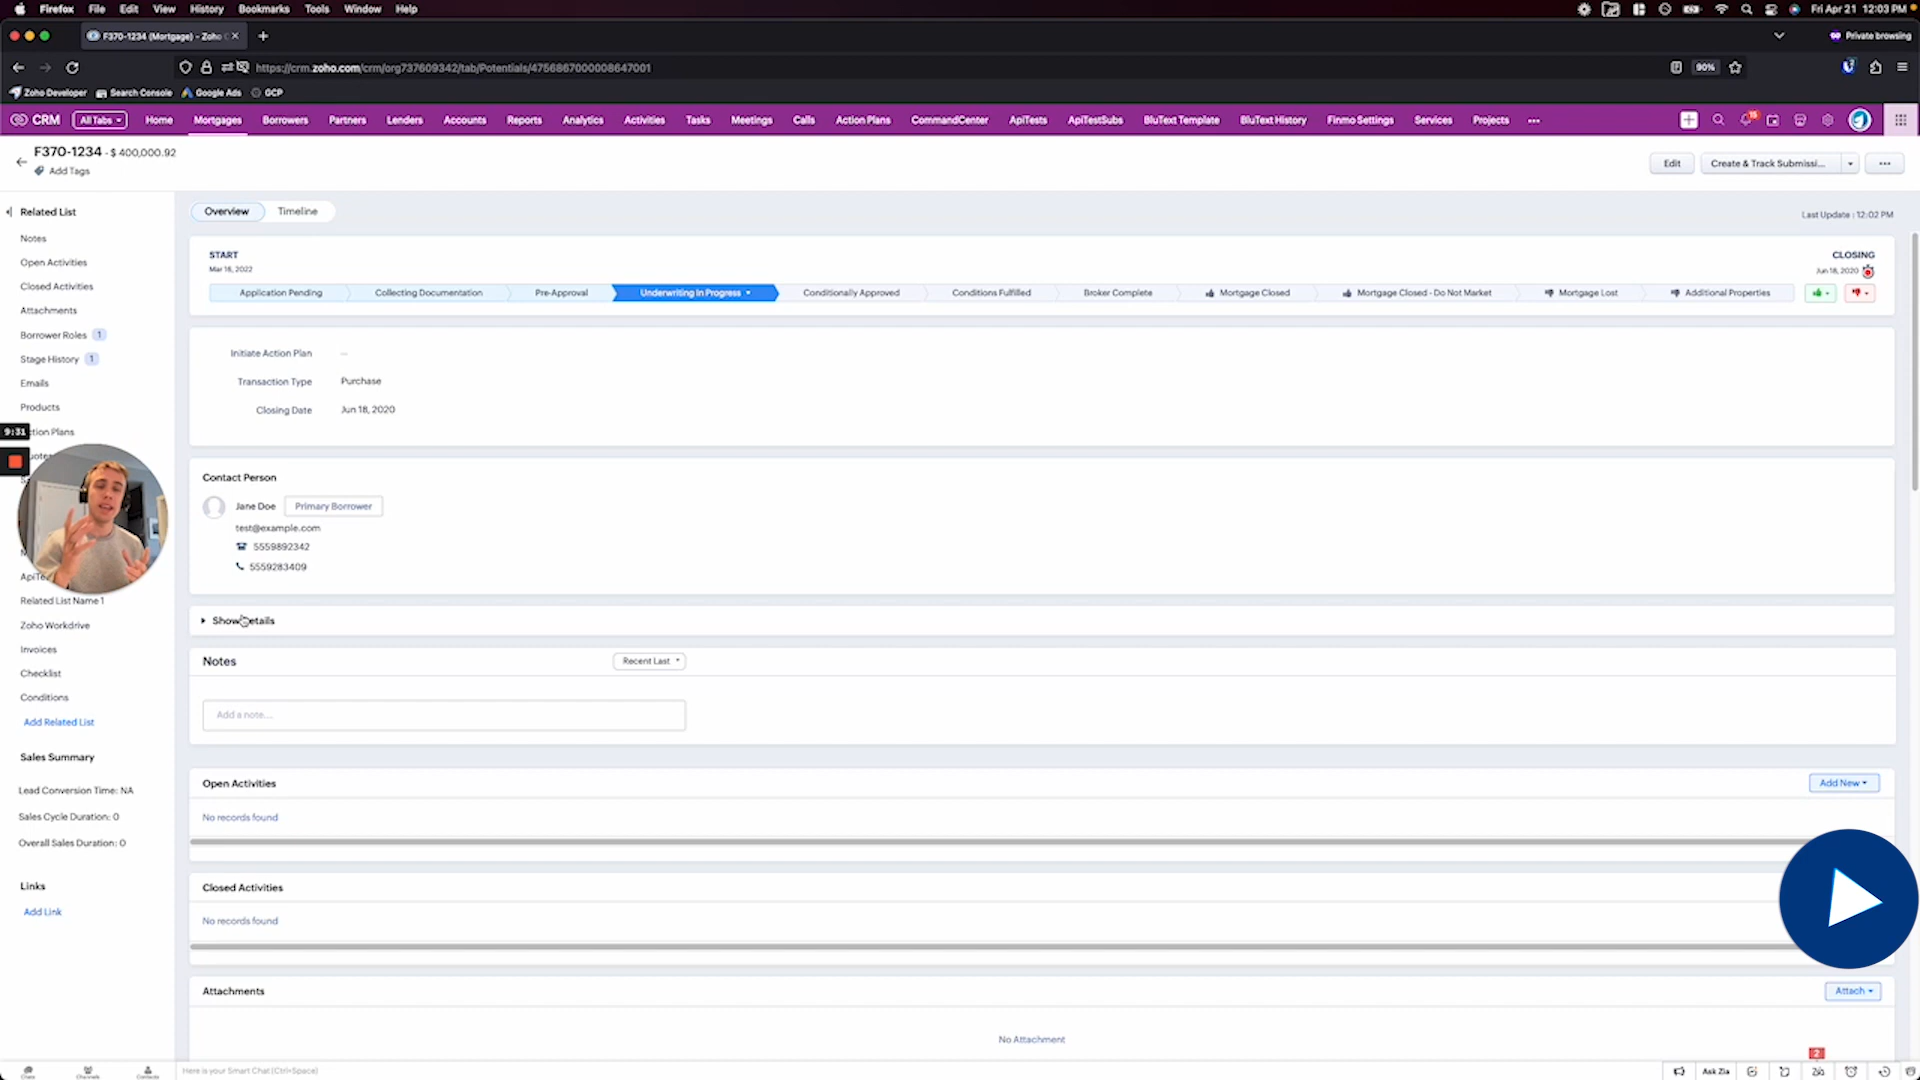 Firefox File Edit View History Bookmarks Tools Window Help Fri Apr 21 12:03 PM
F370-1234 (Mortgage) - Zoho Private browsing
https://crm.zoho.com/crm/org737609342/tab/Potentials/4756867000008647001 90%
Zoho Developer Search Console Google Ads GCP
CRM All Tabs Home Mortgages Borrowers Partners Lenders Accounts Reports Analytics Activities Tasks Meetings Calls Action Plans CommandCenter ApiTests ApiTestSubs BluText Template BluText History Finmo Settings Services Projects 15
F370-1234 - $ 400,000.92
Add Tags
Edit Create & Track Submissi...
Related List
Notes
Open Activities
Closed Activities
Attachments
Borrower Roles 1
Stage History 1
Emails
Products
9:31
Related List Name 1
Zoho Workdrive
Invoices
Checklist
Conditions
Add Related List
Sales Summary
Lead Conversion Time: NA
Sales Cycle Duration: 0
Overall Sales Duration: 0
Links
Add Link
Overview Timeline
Last Update : 12:02 PM
START CLOSING
Mar 18, 2022 Jun 18, 2020
Application Pending Collecting Documentation Pre-Approval Underwriting In Progress Conditionally Approved Conditions Fulfilled Broker Complete Mortgage Closed Mortgage Closed - Do Not Market Mortgage Lost Additional Properties
Initiate Action Plan —
Transaction Type Purchase
Closing Date Jun 18, 2020
Contact Person
Jane Doe Primary Borrower
test@example.com
5559892342
5559283409
Show Details
Notes Recent Last
Add a note...
Open Activities Add New
No records found
Closed Activities
No records found
Attachments Attach
No Attachment
2
Chats Channels Contacts Here is your Smart Chat (Ctrl+Space) Ask Zia